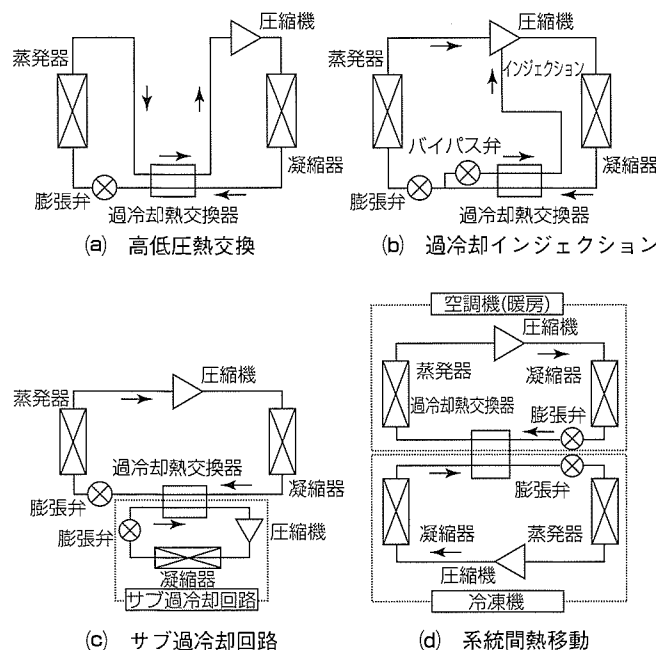 圧縮機
蒸発器
凝縮器
膨張弁
過冷却熱交換器
(a) 高低圧熱交換
圧縮機
蒸発器
インジェクション
バイパス弁
凝縮器
膨張弁
過冷却熱交換器
(b) 過冷却インジェクション
圧縮機
蒸発器
過冷却熱交換器
凝縮器
膨張弁
膨張弁
圧縮機
凝縮器
サブ過冷却回路
(c) サブ過冷却回路
空調機(暖房)
圧縮機
蒸発器
凝縮器
過冷却熱交換器
膨張弁
膨張弁
凝縮器
蒸発器
圧縮機
冷凍機
(d) 系統間熱移動